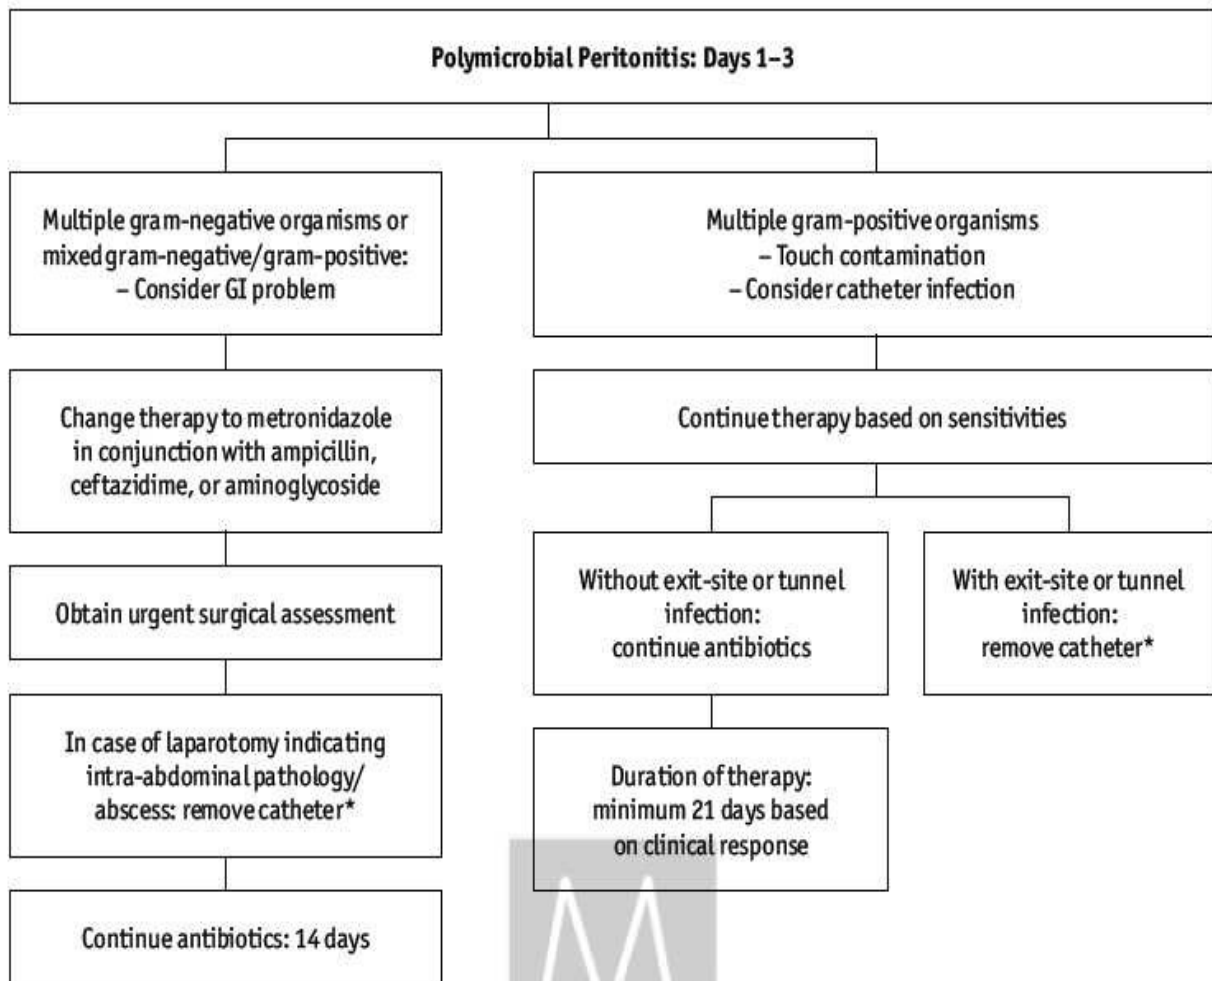 Polymicrobial Peritonitis: Days 1–3
Multiple gram-negative organisms or
mixed gram-negative/gram-positive:
– Consider GI problem
Change therapy to metronidazole
in conjunction with ampicillin,
ceftazidime, or aminoglycoside
Obtain urgent surgical assessment
In case of laparotomy indicating
intra-abdominal pathology/
abscess: remove catheter*
Continue antibiotics: 14 days
Multiple gram-positive organisms
– Touch contamination
– Consider catheter infection
Continue therapy based on sensitivities
Without exit-site or tunnel
infection:
continue antibiotics
Duration of therapy:
minimum 21 days based
on clinical response
With exit-site or tunnel
infection:
remove catheter*